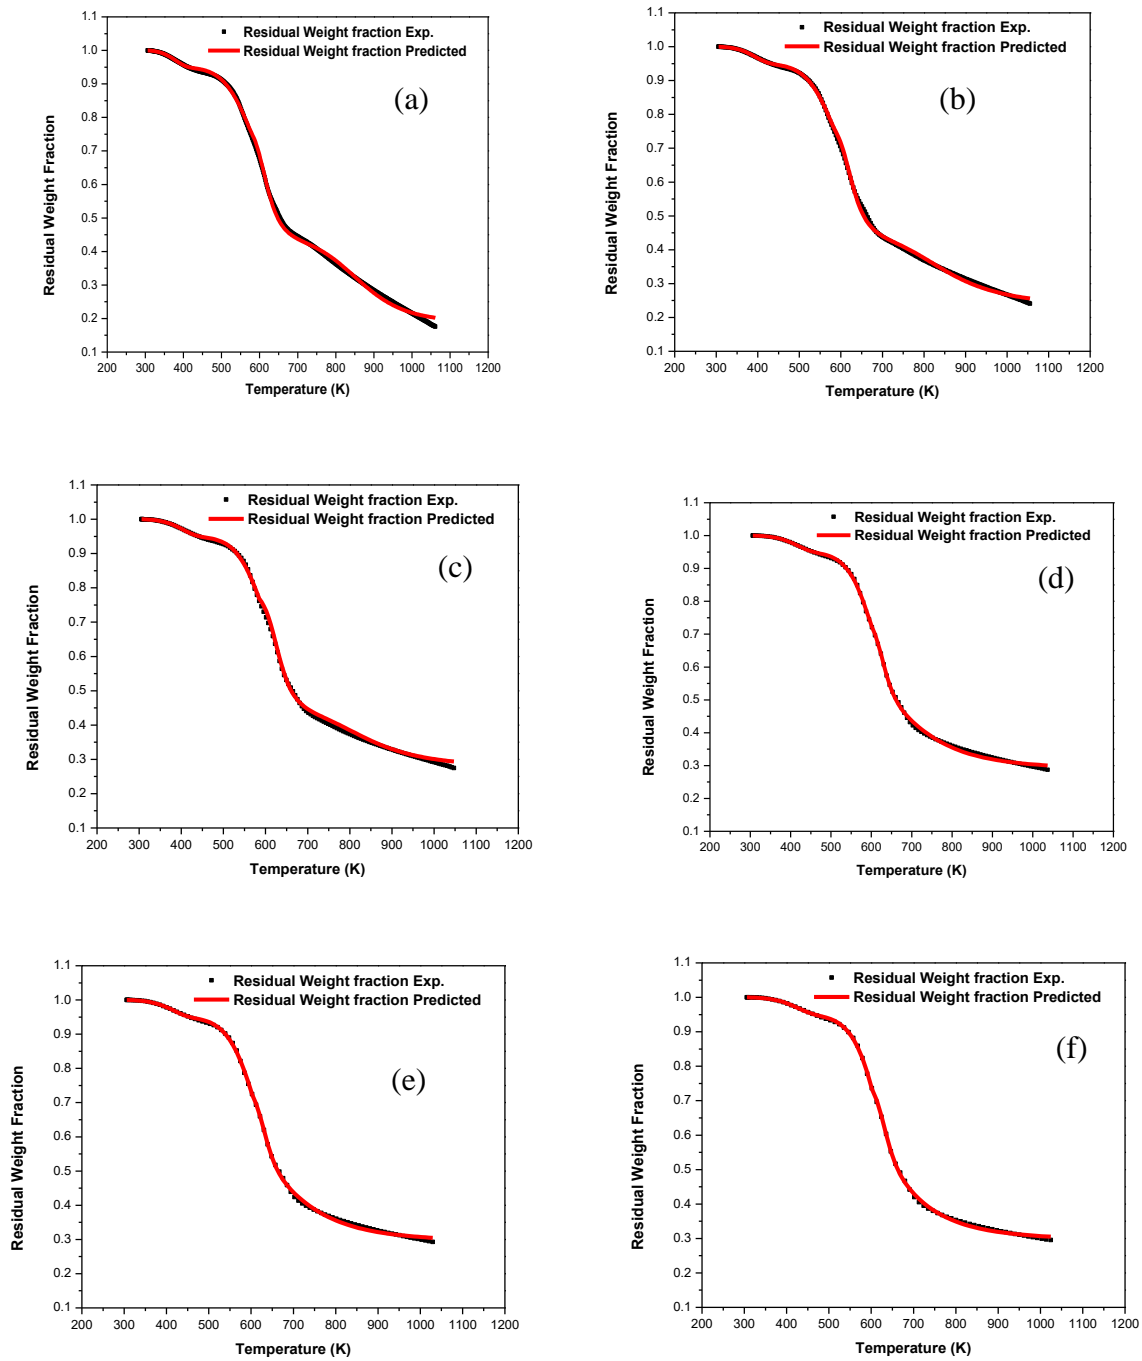 1.1
1.0
0.9
0.8
0.7
0.6
0.5
0.4
0.3
0.2
0.1
Residual Weight Fraction
Residual Weight fraction Exp.
Residual Weight fraction Predicted
(a)
200 300 400 500 600 700 800 900 1000 1100 1200
Temperature (K)
1.1
1.0
0.9
0.8
0.7
0.6
0.5
0.4
0.3
0.2
0.1
Residual Weight Fraction
Residual Weight fraction Exp.
Residual Weight fraction Predicted
(b)
200 300 400 500 600 700 800 900 1000 1100 1200
Temperature (K)
1.1
1.0
0.9
0.8
0.7
0.6
0.5
0.4
0.3
0.2
0.1
Residual Weight Fraction
Residual Weight fraction Exp.
Residual Weight fraction Predicted
(c)
200 300 400 500 600 700 800 900 1000 1100 1200
Temperature (K)
1.1
1.0
0.9
0.8
0.7
0.6
0.5
0.4
0.3
0.2
0.1
Residual Weight Fraction
Residual Weight fraction Exp.
Residual Weight fraction Predicted
(d)
200 300 400 500 600 700 800 900 1000 1100 1200
Temperature (K)
1.1
1.0
0.9
0.8
0.7
0.6
0.5
0.4
0.3
0.2
0.1
Residual Weight Fraction
Residual Weight fraction Exp.
Residual Weight fraction Predicted
(e)
200 300 400 500 600 700 800 900 1000 1100 1200
Temperature (K)
1.1
1.0
0.9
0.8
0.7
0.6
0.5
0.4
0.3
0.2
0.1
Residual Weight Fraction
Residual Weight fraction Exp.
Residual Weight fraction Predicted
(f)
200 300 400 500 600 700 800 900 1000 1100 1200
Temperature (K)